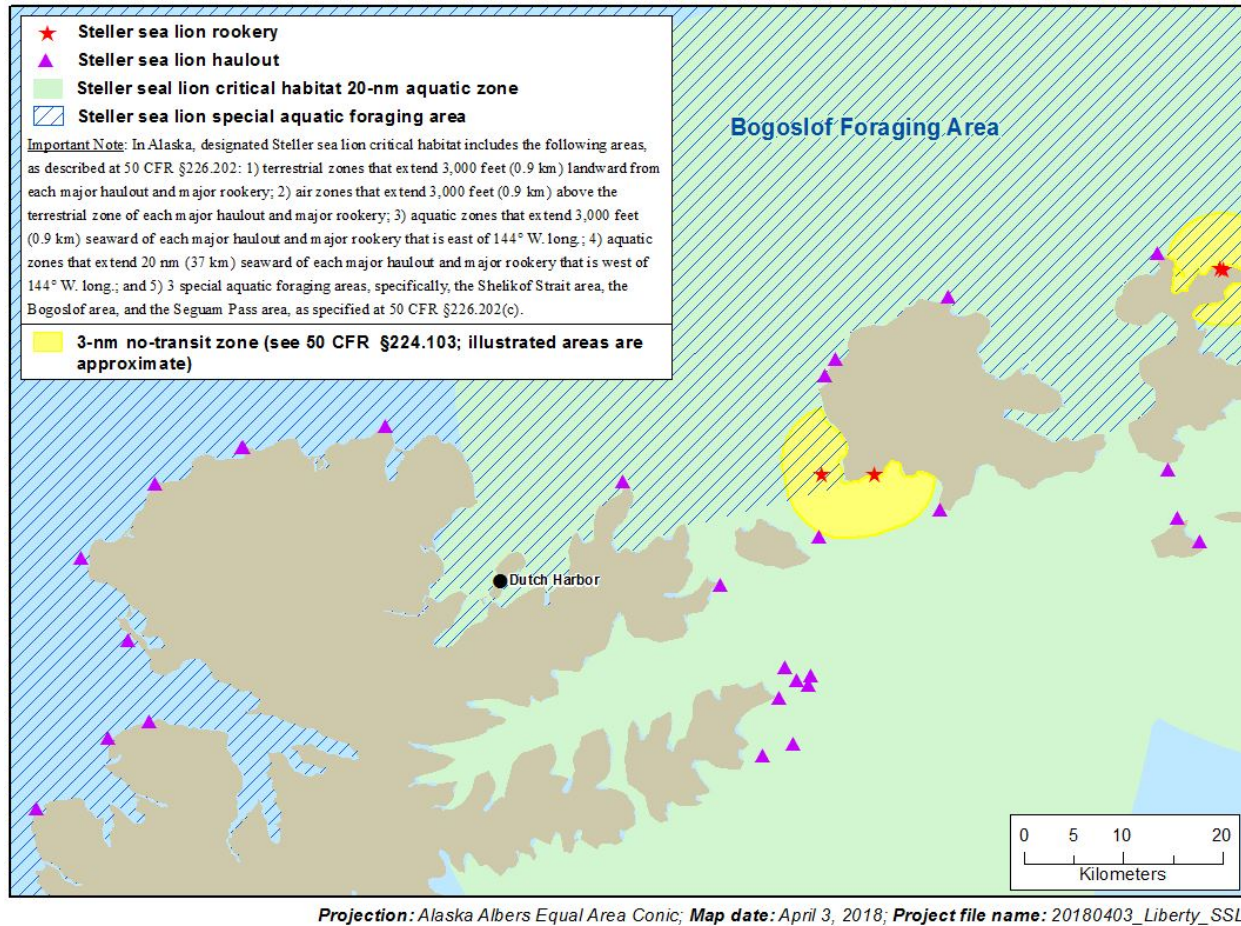 Steller sea lion rookery
Steller sea lion haulout
Steller seal lion critical habitat 20-nm aquatic zone
Steller sea lion special aquatic foraging area
Important Note: In Alaska, designated Steller sea lion critical habitat includes the following areas,
as described at 50 CFR §226.202: 1) terrestrial zones that extend 3,000 feet (0.9 km) landward from
each major haulout and major rookery; 2) air zones that extend 3,000 feet (0.9 km) above the
terrestrial zone of each major haulout and major rookery; 3) aquatic zones that extend 3,000 feet
(0.9 km) seaward of each major haulout and major rookery that is east of 144° W. long.; 4) aquatic
zones that extend 20 nm (37 km) seaward of each major haulout and major rookery that is west of
144° W. long.; and 5) 3 special aquatic foraging areas, specifically, the Shelikof Strait area, the
Bogoslof area, and the Seguam Pass area, as specified at 50 CFR §226.202(c).
3-nm no-transit zone (see 50 CFR §224.103; illustrated areas are
approximate)
Bogoslof Foraging Area
Dutch Harbor
0 5 10 20
Kilometers
Projection: Alaska Albers Equal Area Conic; Map date: April 3, 2018; Project file name: 20180403_Liberty_SSL